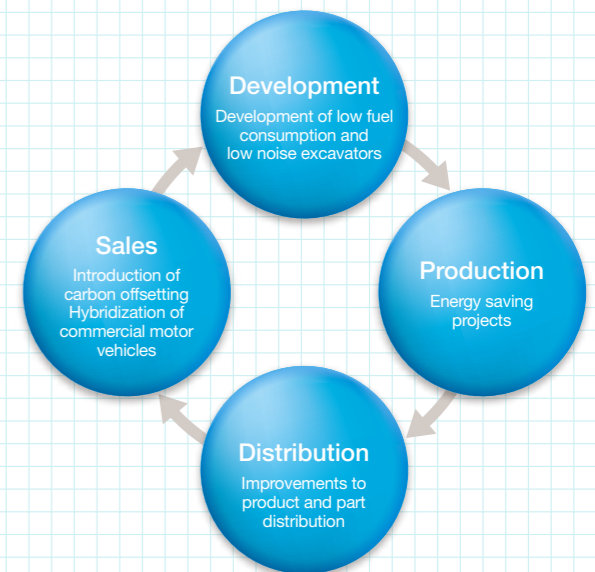 Development
Development of low fuel
consumption and
low noise excavators
Sales
Introduction of
carbon offsetting
Hybridization of
commercial motor
vehicles
Production
Energy saving
projects
Distribution
Improvements to
product and part
distribution